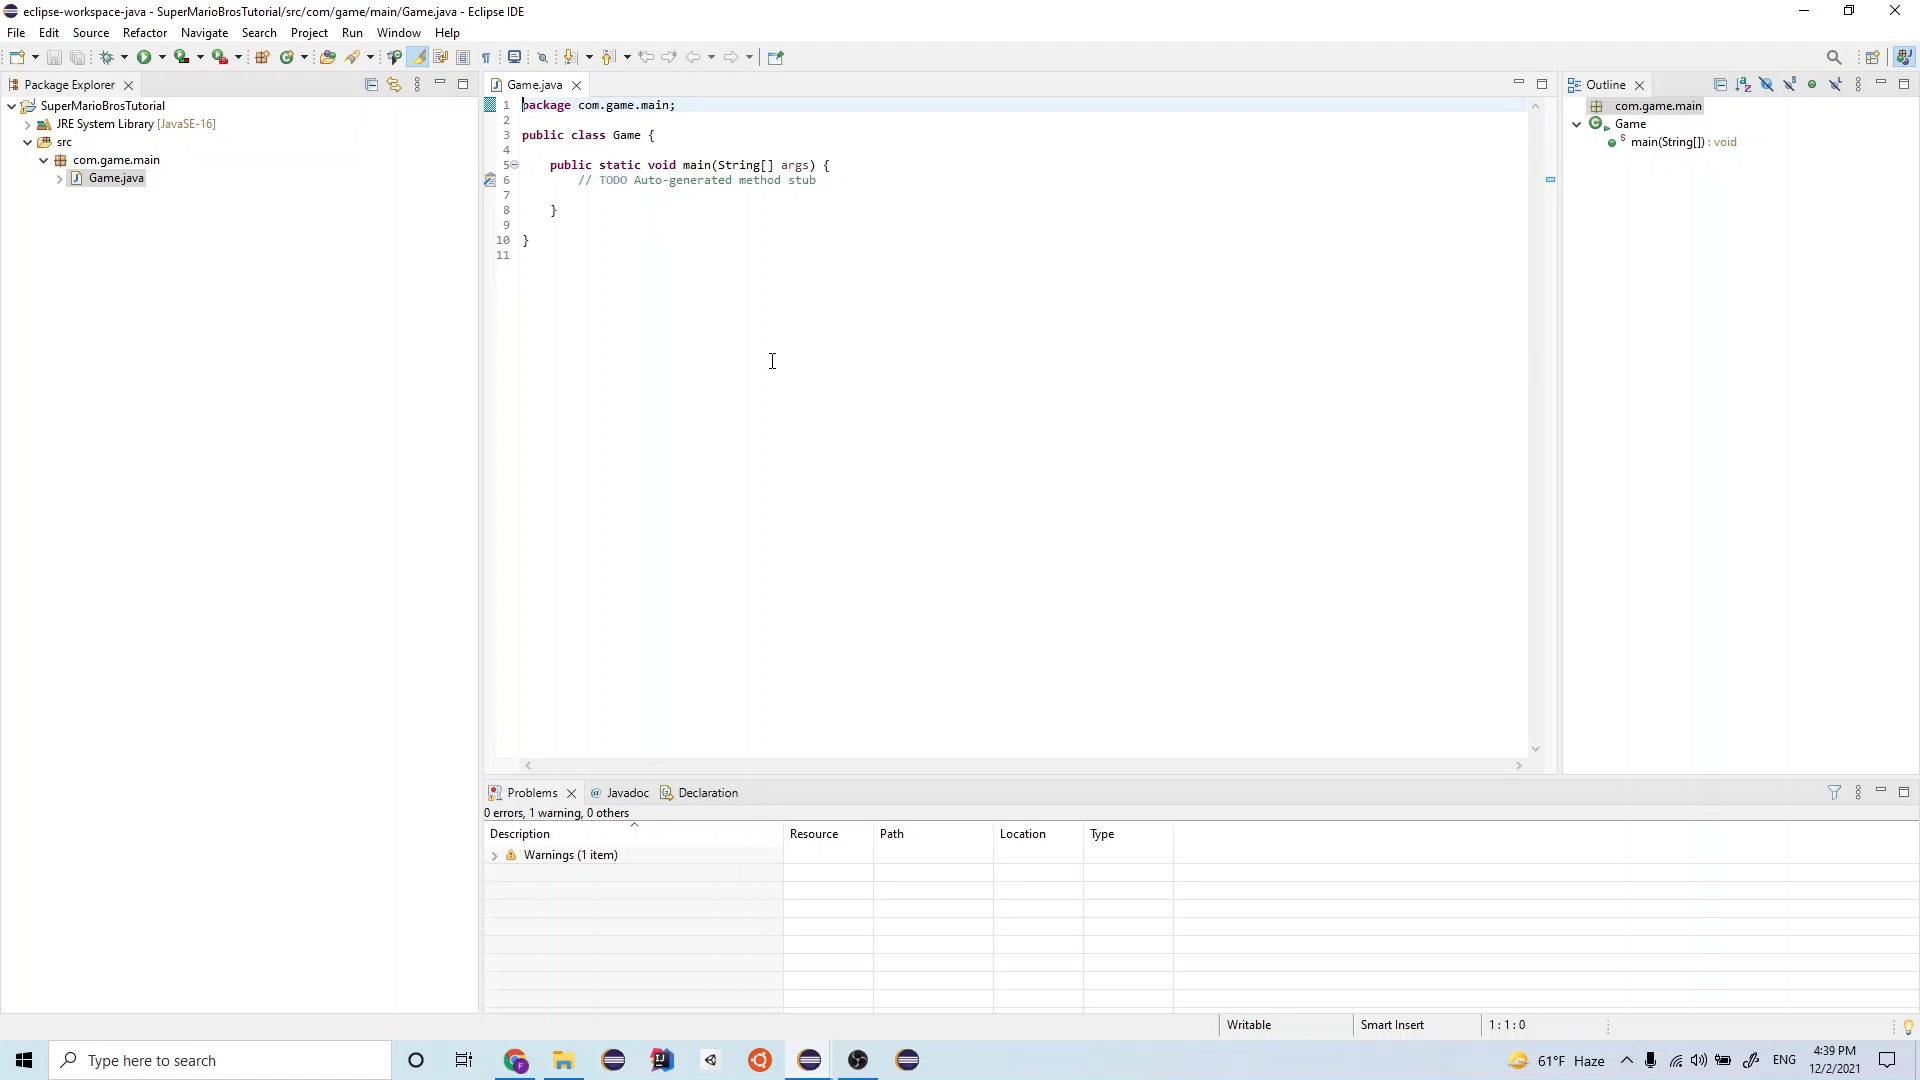 eclipse-workspace-java - SuperMarioBrosTutorial/src/com/game/main/Game.java - Eclipse IDE
File Edit Source Refactor Navigate Search Project Run Window Help
Package Explorer
SuperMarioBrosTutorial
JRE System Library [JavaSE-16]
src
com.game.main
Game.java
Game.java
1 package com.game.main;
2
3 public class Game {
4
5 public static void main(String[] args) {
6 // TODO Auto-generated method stub
7
8 }
9
10 }
11
Outline
com.game.main
Game
main(String[]) : void
Problems Javadoc Declaration
0 errors, 1 warning, 0 others
Description Resource Path Location Type
Warnings (1 item)
Writable Smart Insert 1 : 1 : 0
Type here to search
61°F Haze ENG 4:39 PM
12/2/2021